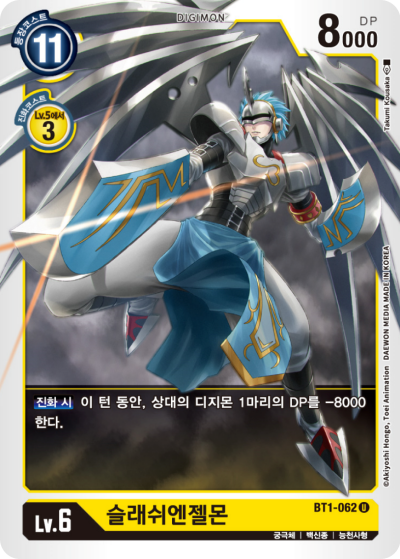 DIGIMON
등장코스트
11
DP
8000
진화코스트
Lv.5에서
3
Takumi Kousaka
©Akiyoshi Hongo, Toei Animation DAEWON MEDIA MADE IN KOREA
진화 시 이 턴 동안, 상대의 디지몬 1마리의 DP를 -8000
한다.
BT1-062 U
Lv.6
슬래쉬엔젤몬
궁극체 | 백신종 | 능천사형